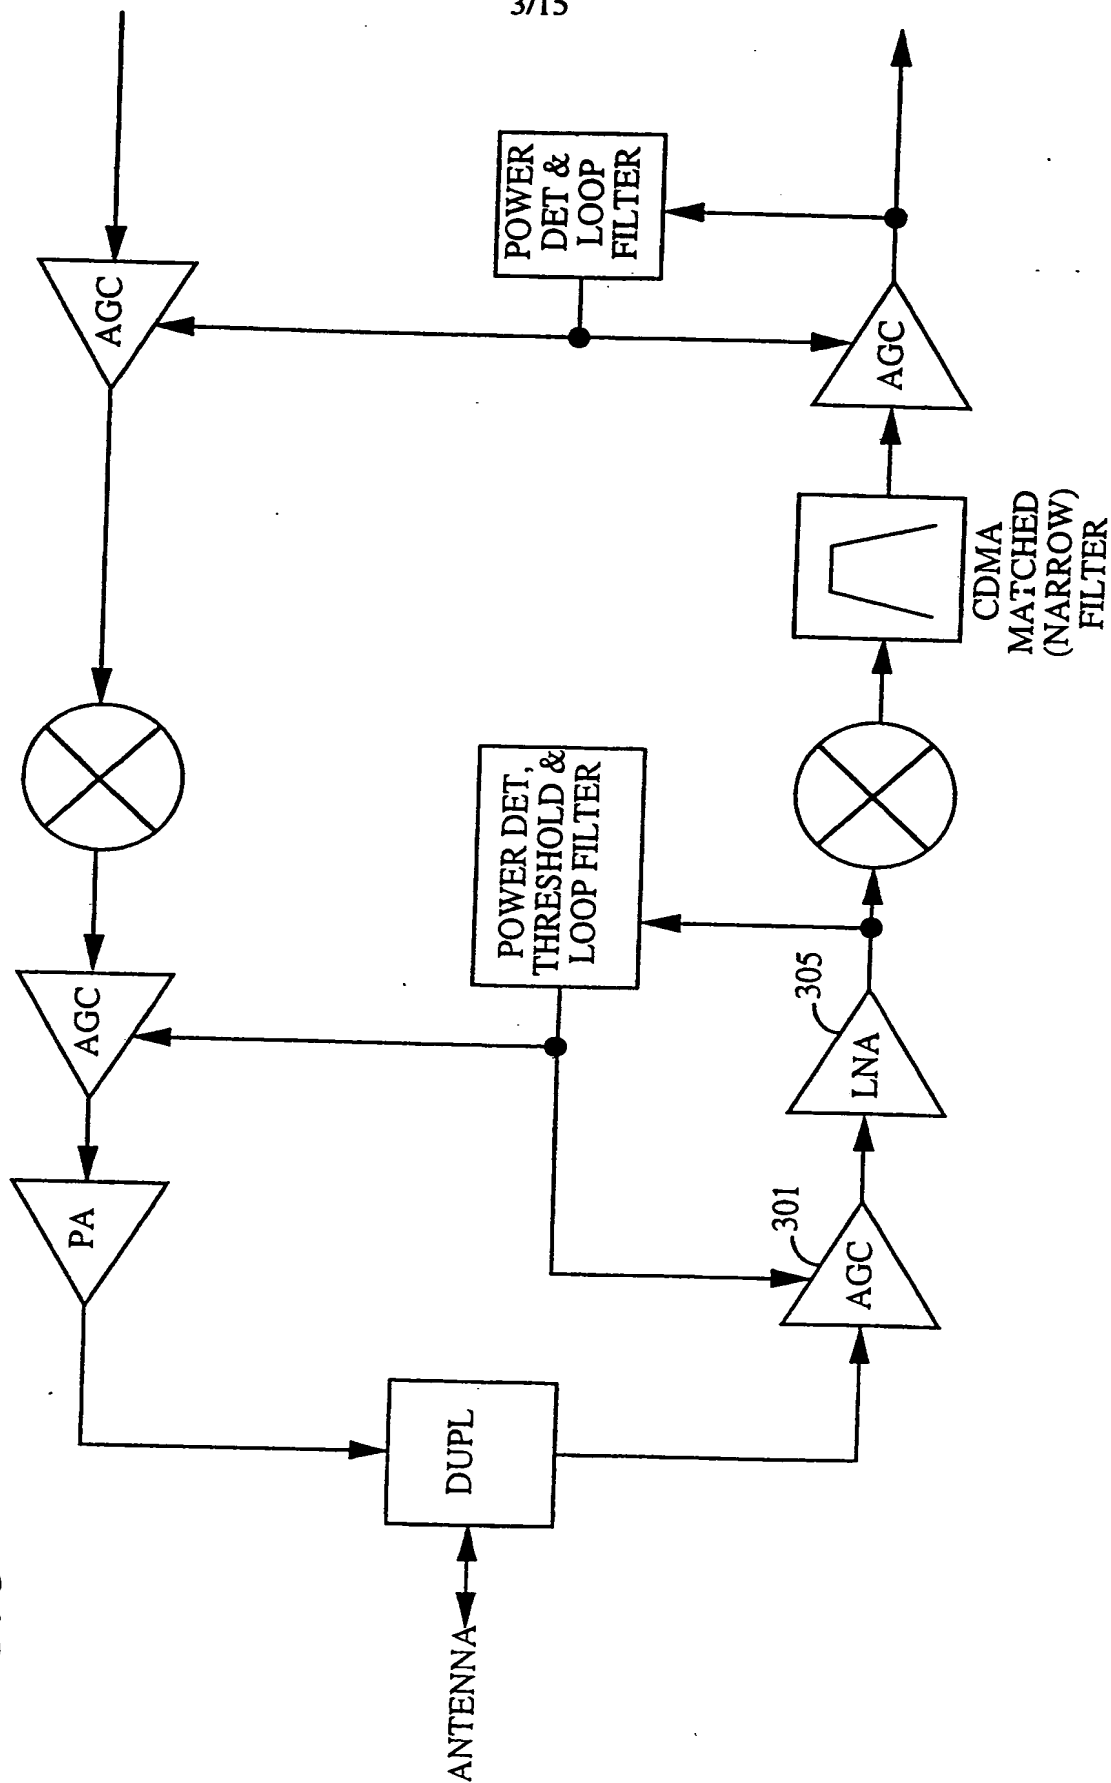 3/15
ANTENNA
DUPL
PA
AGC
AGC
POWER DET,
THRESHOLD &
LOOP FILTER
POWER
DET &
LOOP
FILTER
301
AGC
305
LNA
CDMA
MATCHED
(NARROW)
FILTER
AGC